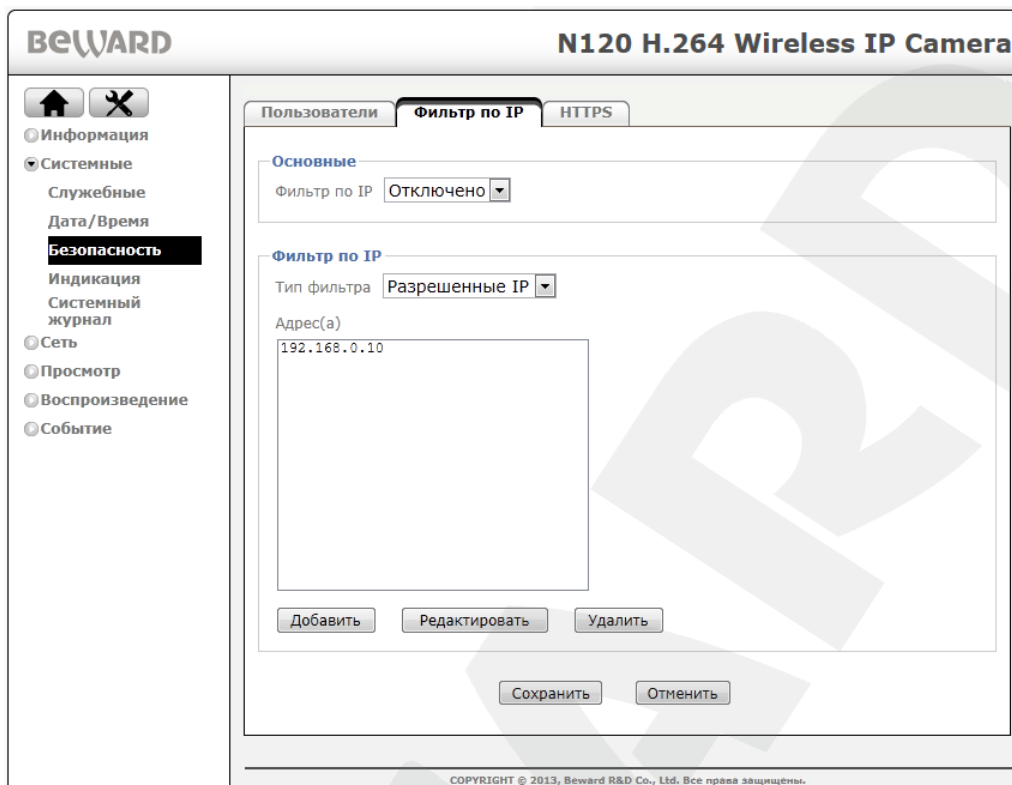 BEWARD
N120 H.264 Wireless IP Camera
Информация
Системные
Служебные
Дата/Время
Безопасность
Индикация
Системный
журнал
Сеть
Просмотр
Воспроизведение
Событие
Пользователи Фильтр по IP HTTPS
Основные
Фильтр по IP Отключено
Фильтр по IP
Тип фильтра Разрешенные IP
Адрес(а)
192.168.0.10
Добавить Редактировать Удалить
Сохранить Отменить
COPYRIGHT © 2013, Beward R&D Co., Ltd. Все права защищены.